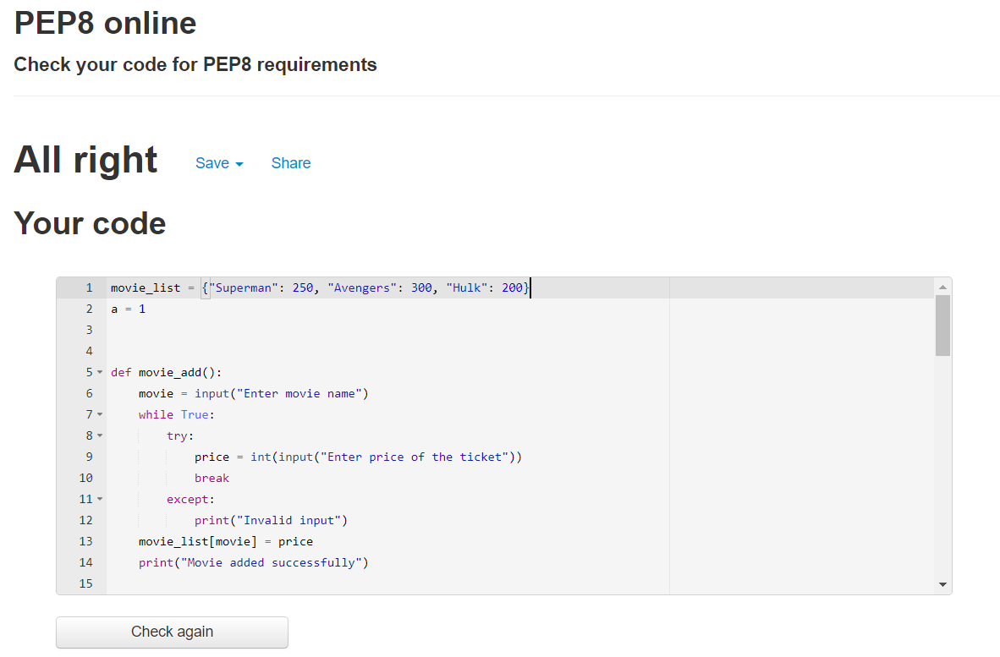 PEP8 online
Check your code for PEP8 requirements
All right Save Share
Your code
1 movie_list = {"Superman": 250, "Avengers": 300, "Hulk": 200}
2 a = 1
3
4
5 def movie_add():
6     movie = input("Enter movie name")
7     while True:
8         try:
9             price = int(input("Enter price of the ticket"))
10             break
11         except:
12             print("Invalid input")
13     movie_list[movie] = price
14     print("Movie added successfully")
15
Check again